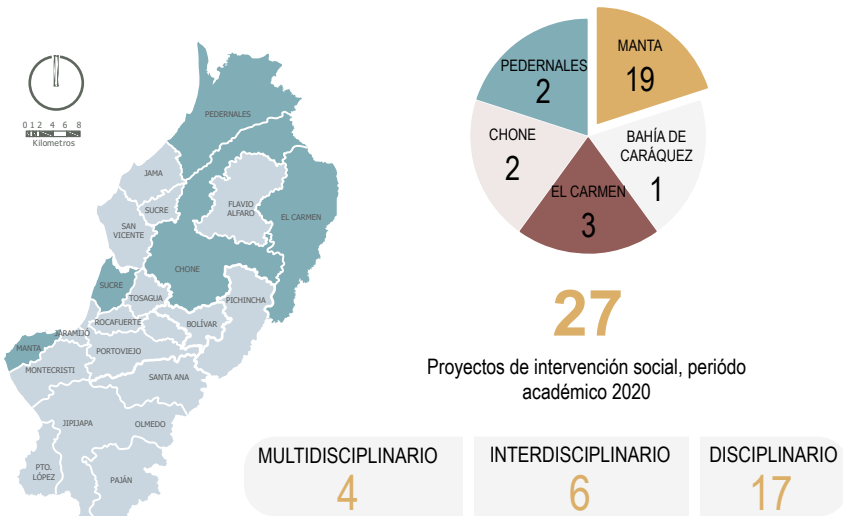 0 1 2 4 6 8
Kilometros
PEDERNALES
JAMA
SUCRE
FLAVIO
ALFARO
EL CARMEN
SAN
VICENTE
CHONE
SUCRE
TOSAGUA
PICHINCHA
ROCAFUERTE
BOLÍVAR
JARAMIJÓ
MANTA
PORTOVIEJO
MONTECRISTI
SANTA ANA
JIPIJAPA
OLMEDO
PTO.
LÓPEZ
PAJÁN
MANTA
19
PEDERNALES
2
CHONE
2
BAHÍA DE
CARÁQUEZ
1
EL CARMEN
3
27
Proyectos de intervención social, periódo
académico 2020
MULTIDISCIPLINARIO
4
INTERDISCIPLINARIO
6
DISCIPLINARIO
17